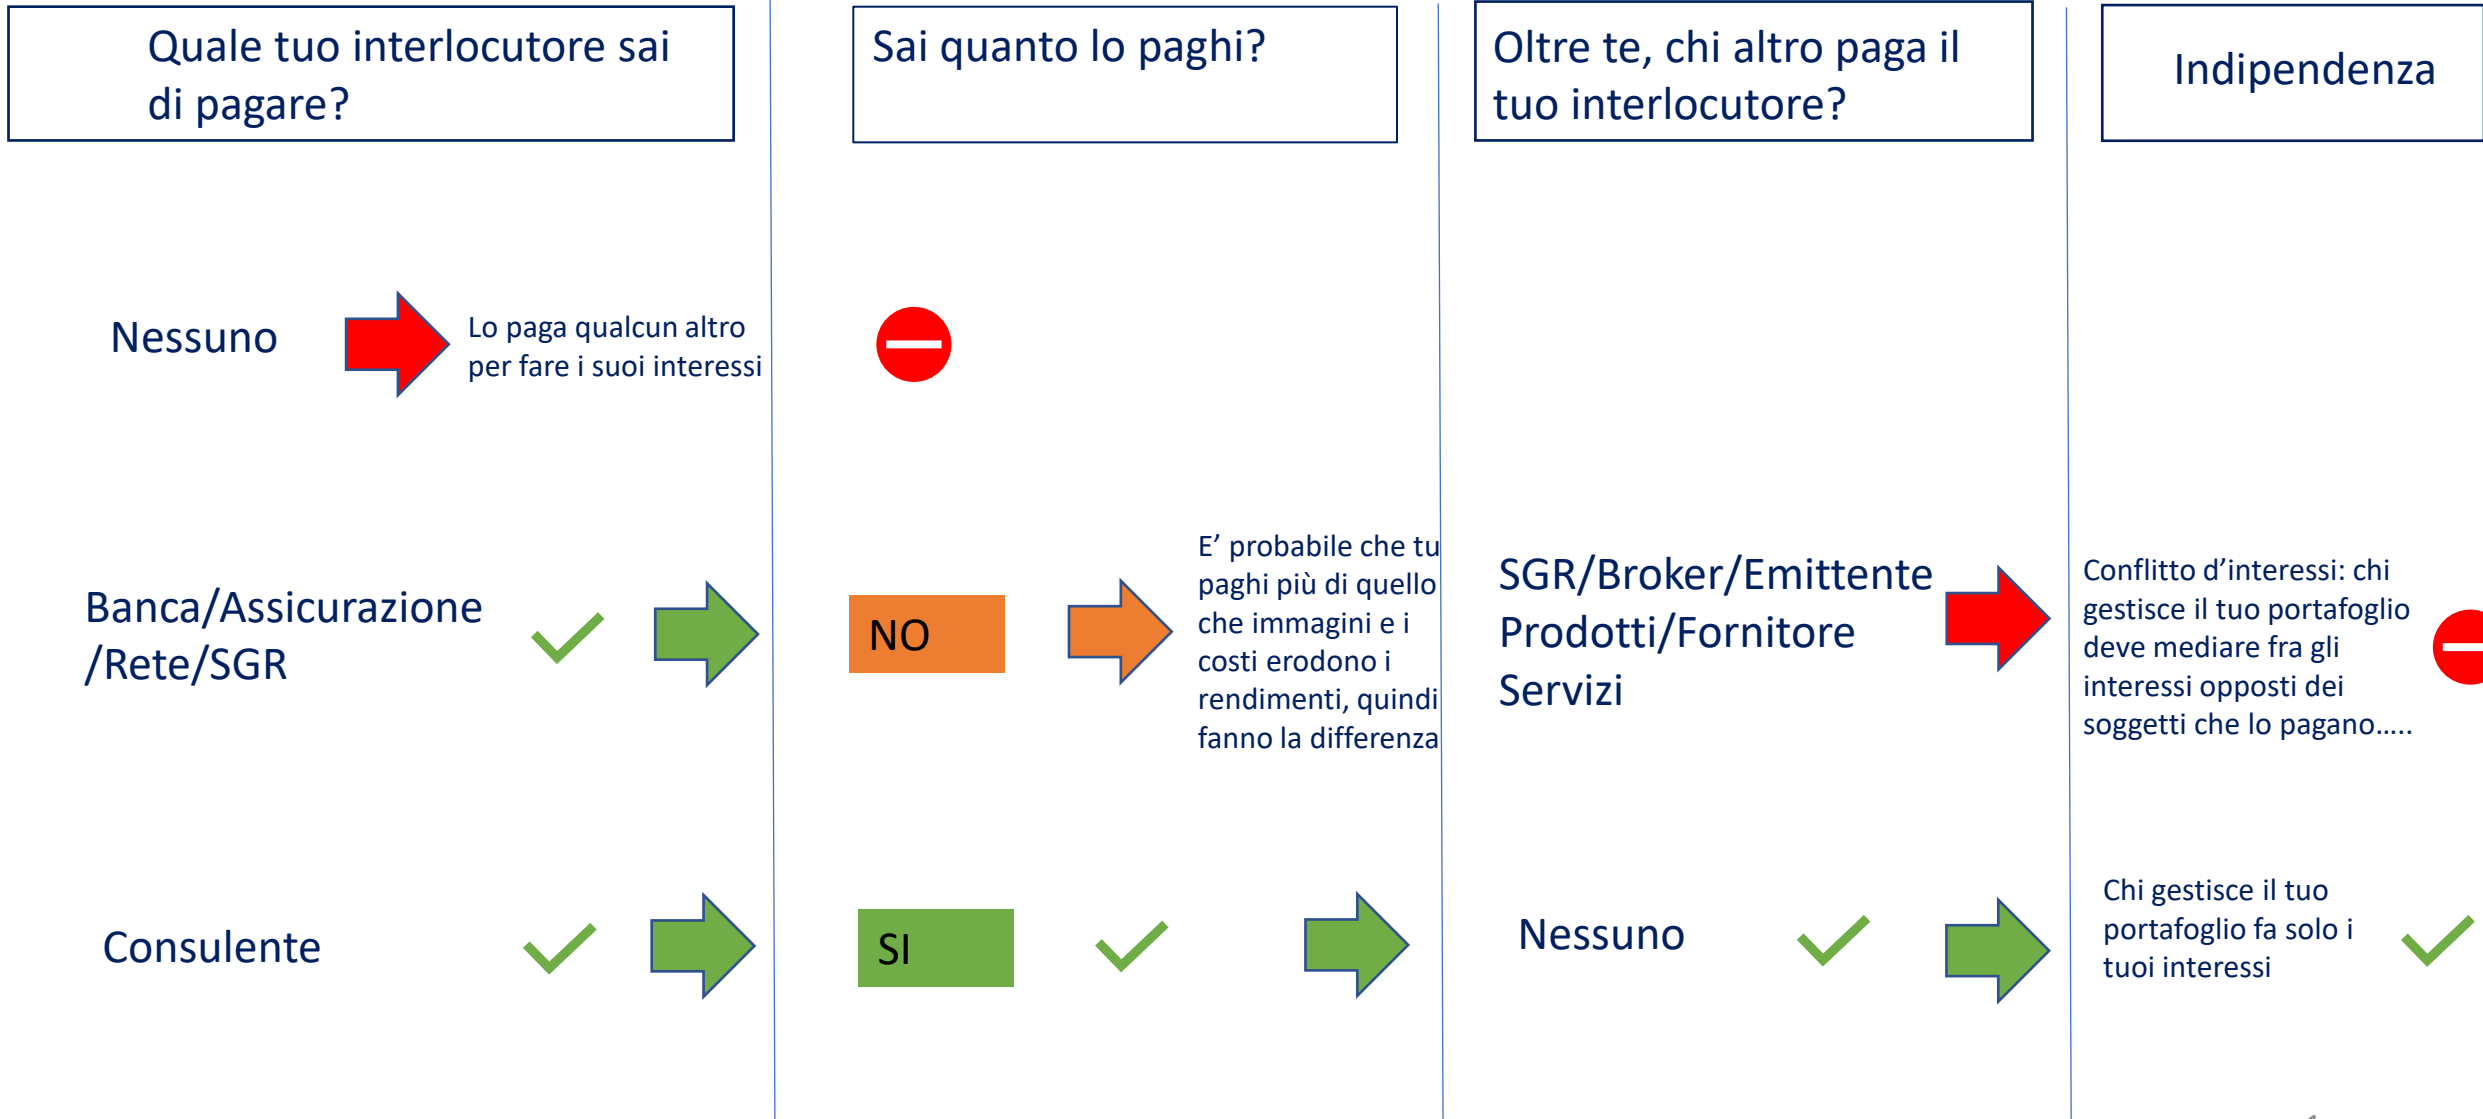 Quale tuo interlocutore sai
di pagare?
Sai quanto lo paghi?
Oltre te, chi altro paga il
tuo interlocutore?
Indipendenza
Nessuno
Lo paga qualcun altro
per fare i suoi interessi
Banca/Assicurazione
/Rete/SGR
NO
E’ probabile che tu
paghi più di quello
che immagini e i
costi erodono i
rendimenti, quindi
fanno la differenza
SGR/Broker/Emittente
Prodotti/Fornitore
Servizi
Conflitto d’interessi: chi
gestisce il tuo portafoglio
deve mediare fra gli
interessi opposti dei
soggetti che lo pagano…..
Consulente
SI
Nessuno
Chi gestisce il tuo
portafoglio fa solo i
tuoi interessi